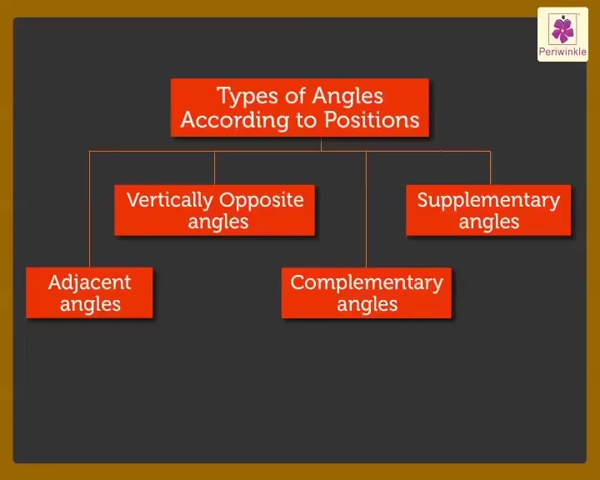 Periwinkle
Types of Angles
According to Positions
Vertically Opposite
angles
Supplementary
angles
Adjacent
angles
Complementary
angles